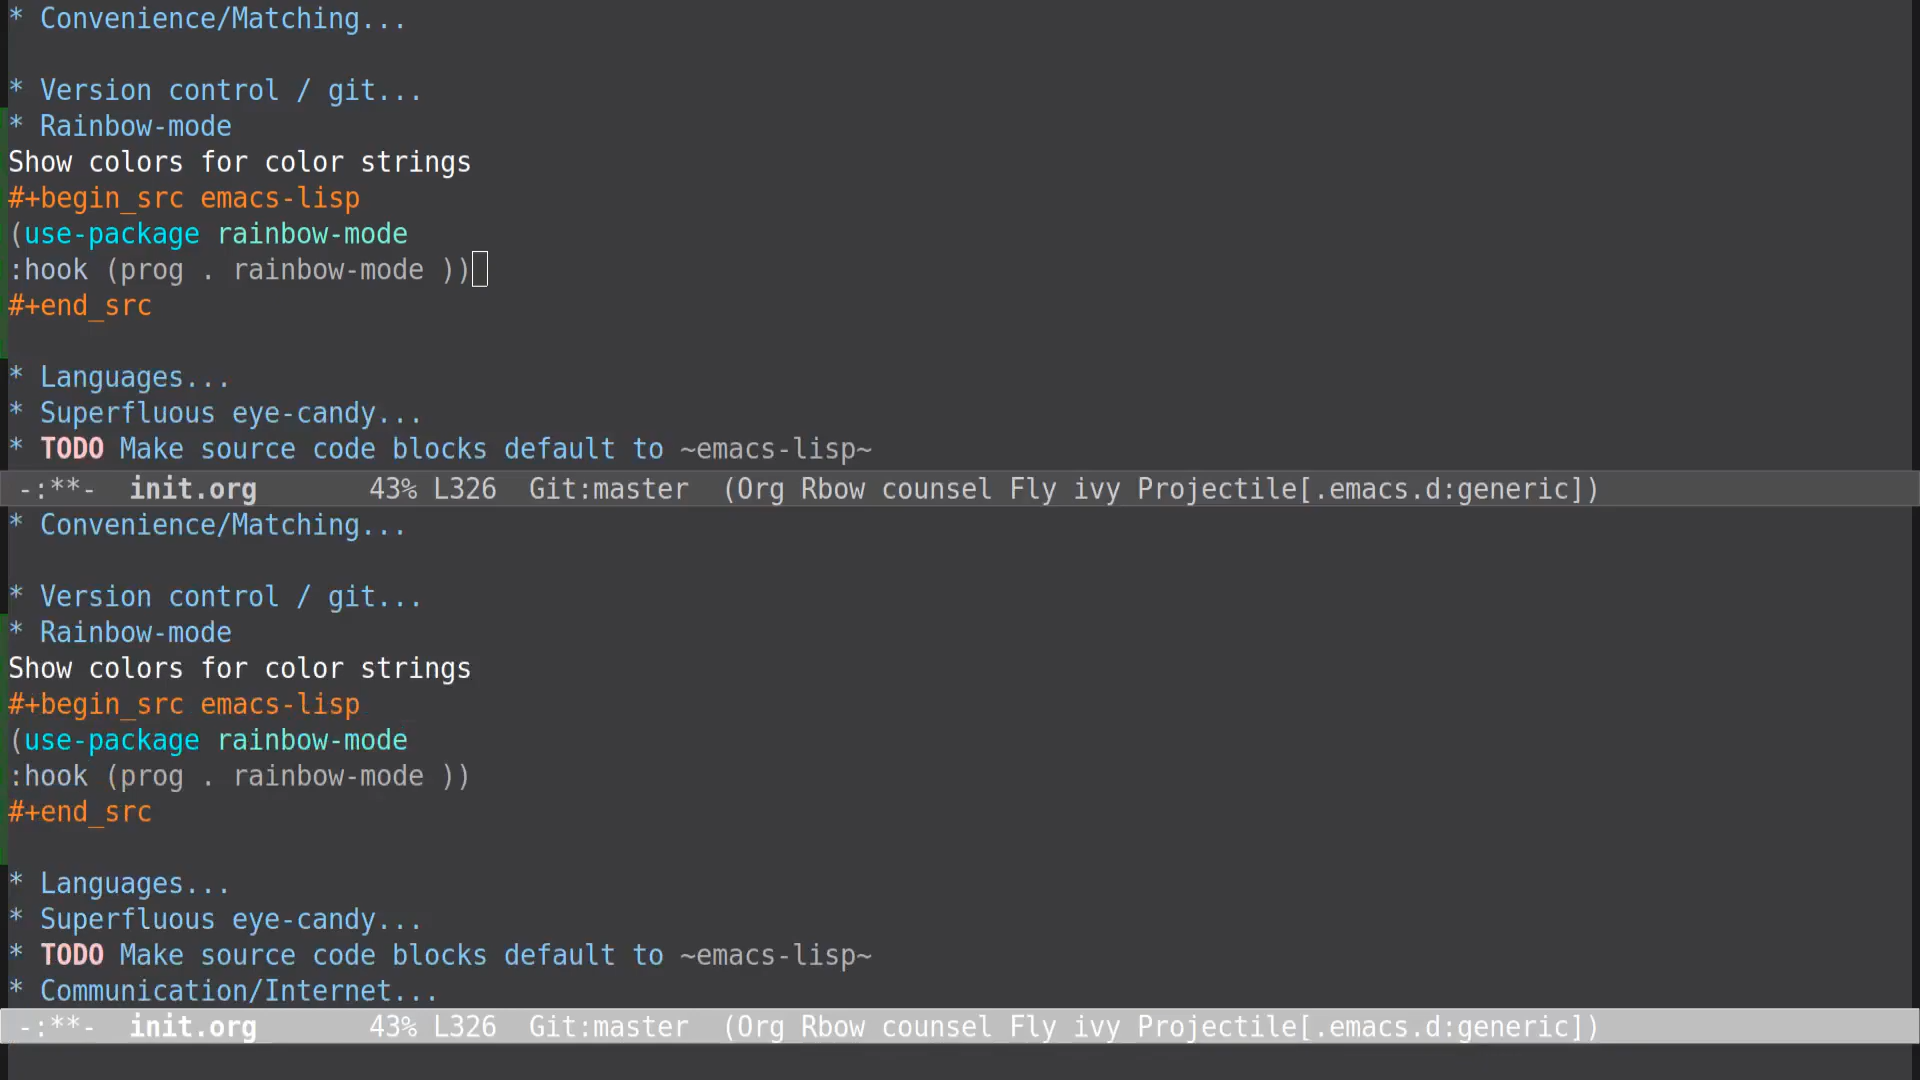 * Convenience/Matching...
* Version control / git...
* Rainbow-mode
Show colors for color strings
#+begin_src emacs-lisp
(use-package rainbow-mode
:hook (prog . rainbow-mode ))
#+end_src
* Languages...
* Superfluous eye-candy...
* TODO Make source code blocks default to ~emacs-lisp~
-:**-  init.org       43% L326  Git:master  (Org Rbow counsel Fly ivy Projectile[.emacs.d:generic])
* Convenience/Matching...
* Version control / git...
* Rainbow-mode
Show colors for color strings
#+begin_src emacs-lisp
(use-package rainbow-mode
:hook (prog . rainbow-mode ))
#+end_src
* Languages...
* Superfluous eye-candy...
* TODO Make source code blocks default to ~emacs-lisp~
* Communication/Internet...
-:**-  init.org       43% L326  Git:master  (Org Rbow counsel Fly ivy Projectile[.emacs.d:generic])